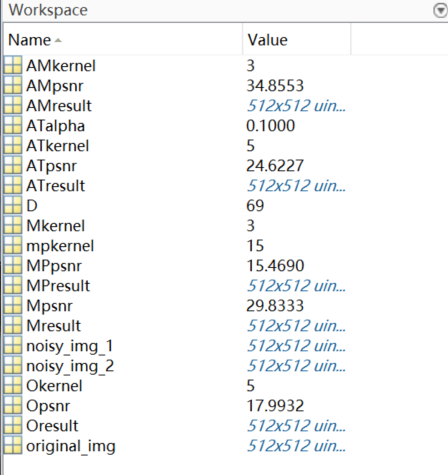 Workspace
Name Value
AMkernel 3
AMpsnr 34.8553
AMresult 512x512 uin...
ATalpha 0.1000
ATkernel 5
ATpsnr 24.6227
ATresult 512x512 uin...
D 69
Mkernel 3
mpkernel 15
MPpsnr 15.4690
MPresult 512x512 uin...
Mpsnr 29.8333
Mresult 512x512 uin...
noisy_img_1 512x512 uin...
noisy_img_2 512x512 uin...
Okernel 5
Opsnr 17.9932
Oresult 512x512 uin...
original_img 512x512 uin...